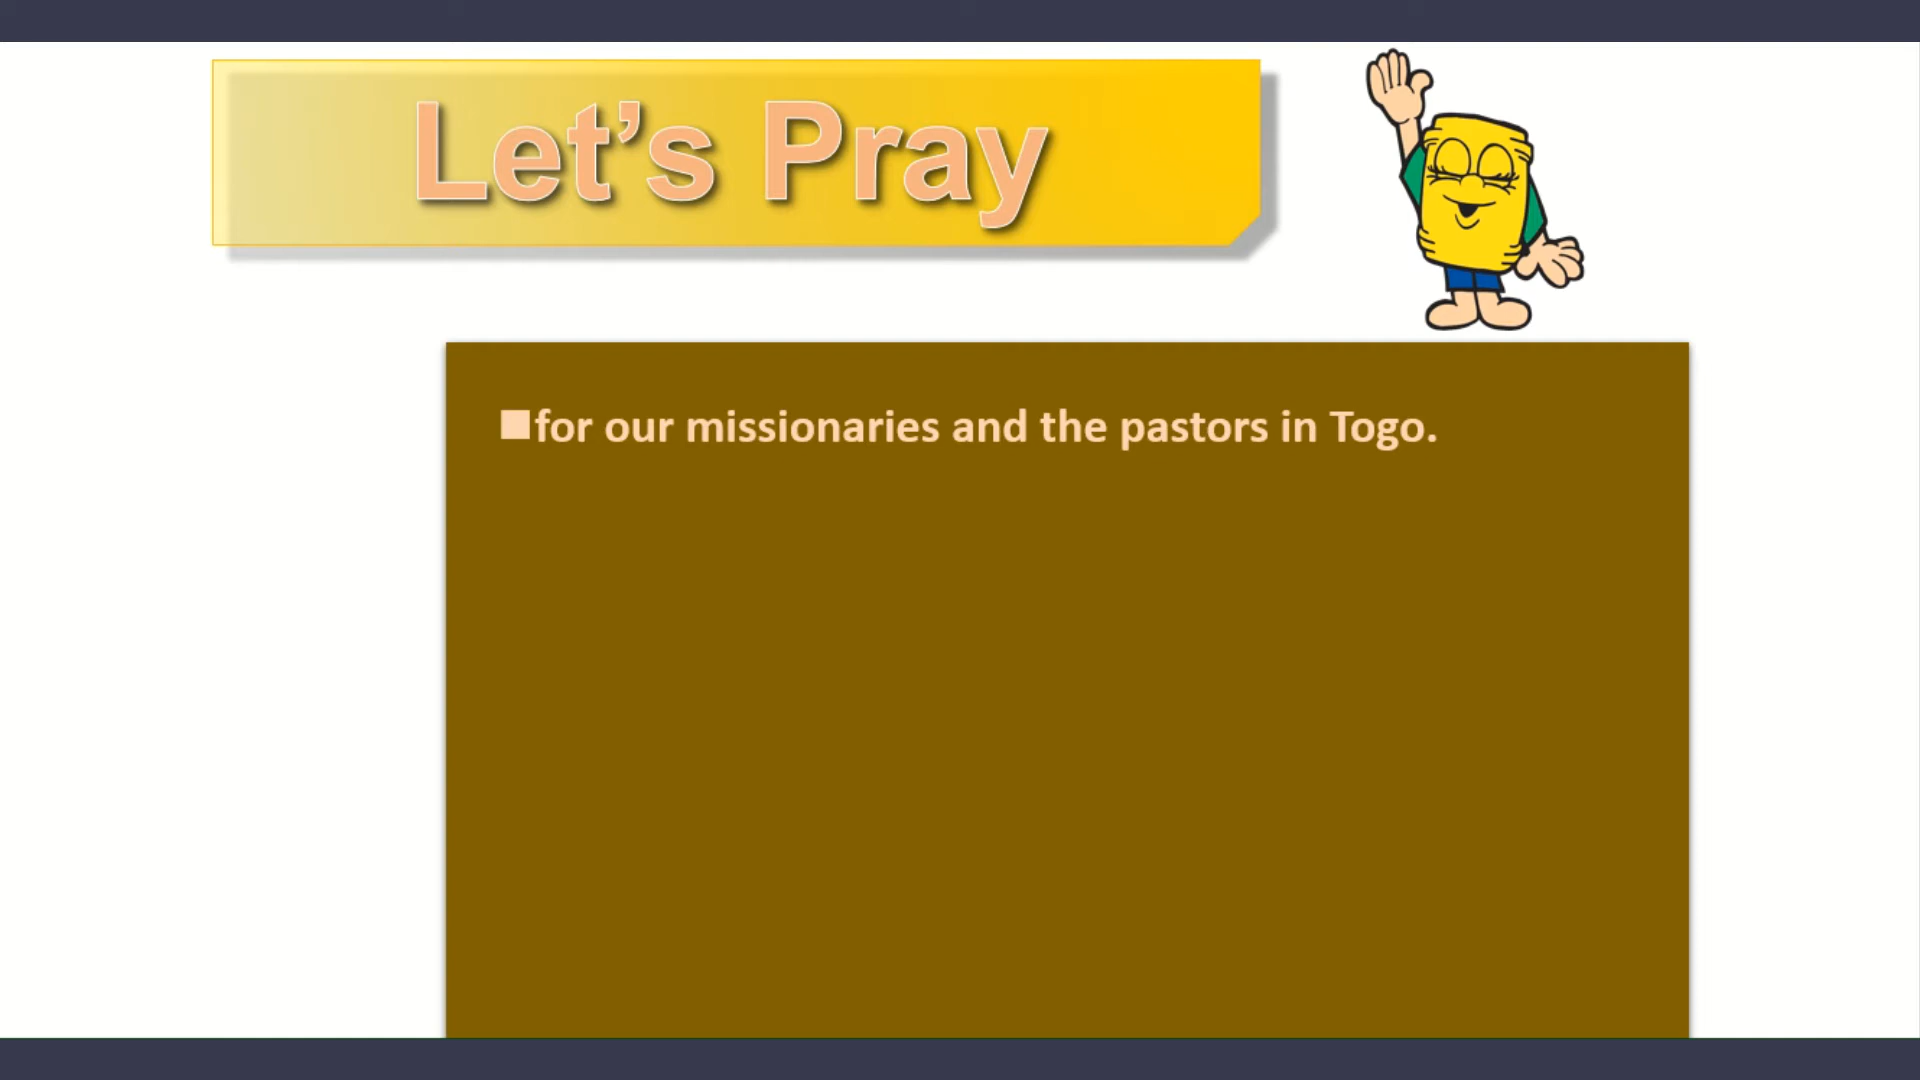 Let’s Pray
■for our missionaries and the pastors in Togo.